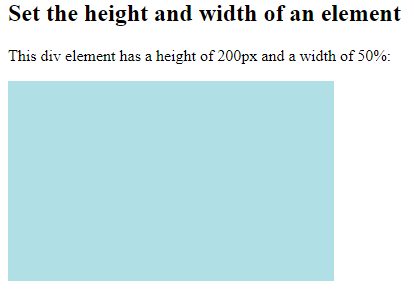 Set the height and width of an element
This div element has a height of 200px and a width of 50%: